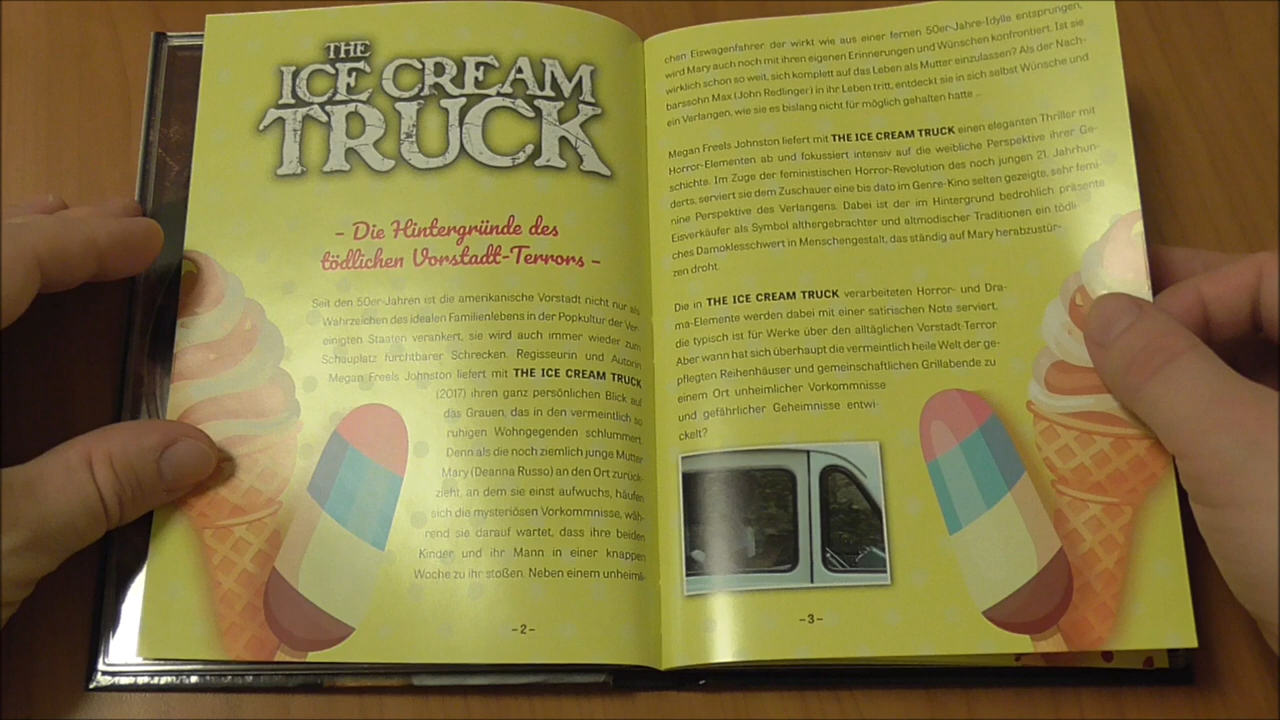 THE
ICE CREAM
TRUCK
– Die Hintergründe des
tödlichen Vorstadt-Terrors –
Seit den 50er-Jahren ist die amerikanische Vorstadt nicht nur als
Wahrzeichen des idealen Familienlebens in der Popkultur der Ver-
einigten Staaten verankert, sie wird auch immer wieder zum
Schauplatz furchtbarer Schrecken. Regisseurin und Autorin
Megan Freels Johnston liefert mit THE ICE CREAM TRUCK
(2017) ihren ganz persönlichen Blick auf
das Grauen, das in den vermeintlich so
ruhigen Wohngegenden schlummert.
Denn als die noch ziemlich junge Mutter
Mary (Deanna Russo) an den Ort zurück-
zieht, an dem sie einst aufwuchs, häufen
sich die mysteriösen Vorkommnisse, wäh-
rend sie darauf wartet, dass ihre beiden
Kinder und ihr Mann in einer knappen
Woche zu ihr stoßen. Neben einem unheimli-
–2–
chen Eiswagenfahrer der wirkt wie aus einer fernen 50er-Jahre-Idylle entsprungen,
wird Mary auch noch mit ihren eigenen Erinnerungen und Wünschen konfrontiert. Ist sie
wirklich schon so weit, sich komplett auf das Leben als Mutter einzulassen? Als der Nach-
barssohn Max (John Redlinger) in ihr Leben tritt, entdeckt sie in sich selbst Wünsche und
ein Verlangen, wie sie es bislang nicht für möglich gehalten hatte ...
Megan Freels Johnston liefert mit THE ICE CREAM TRUCK einen eleganten Thriller mit
Horror-Elementen ab und fokussiert intensiv auf die weibliche Perspektive ihrer Ge-
schichte. Im Zuge der feministischen Horror-Revolution des noch jungen 21. Jahrhun-
derts, serviert sie dem Zuschauer eine bis dato im Genre-Kino selten gezeigte, sehr femi-
nine Perspektive des Verlangens. Dabei ist der im Hintergrund bedrohlich präsente
Eisverkäufer als Symbol althergebrachter und altmodischer Traditionen ein tödli-
ches Damoklesschwert in Menschengestalt, das ständig auf Mary herabzustür-
zen droht.
Die in THE ICE CREAM TRUCK verarbeiteten Horror- und Dra-
ma-Elemente werden dabei mit einer satirischen Note serviert,
die typisch ist für Werke über den alltäglichen Vorstadt-Terror
Aber wann hat sich überhaupt die vermeintlich heile Welt der ge-
pflegten Reihenhäuser und gemeinschaftlichen Grillabende zu
einem Ort unheimlicher Vorkommnisse
und gefährlicher Geheimnisse entwi-
ckelt?
–3–